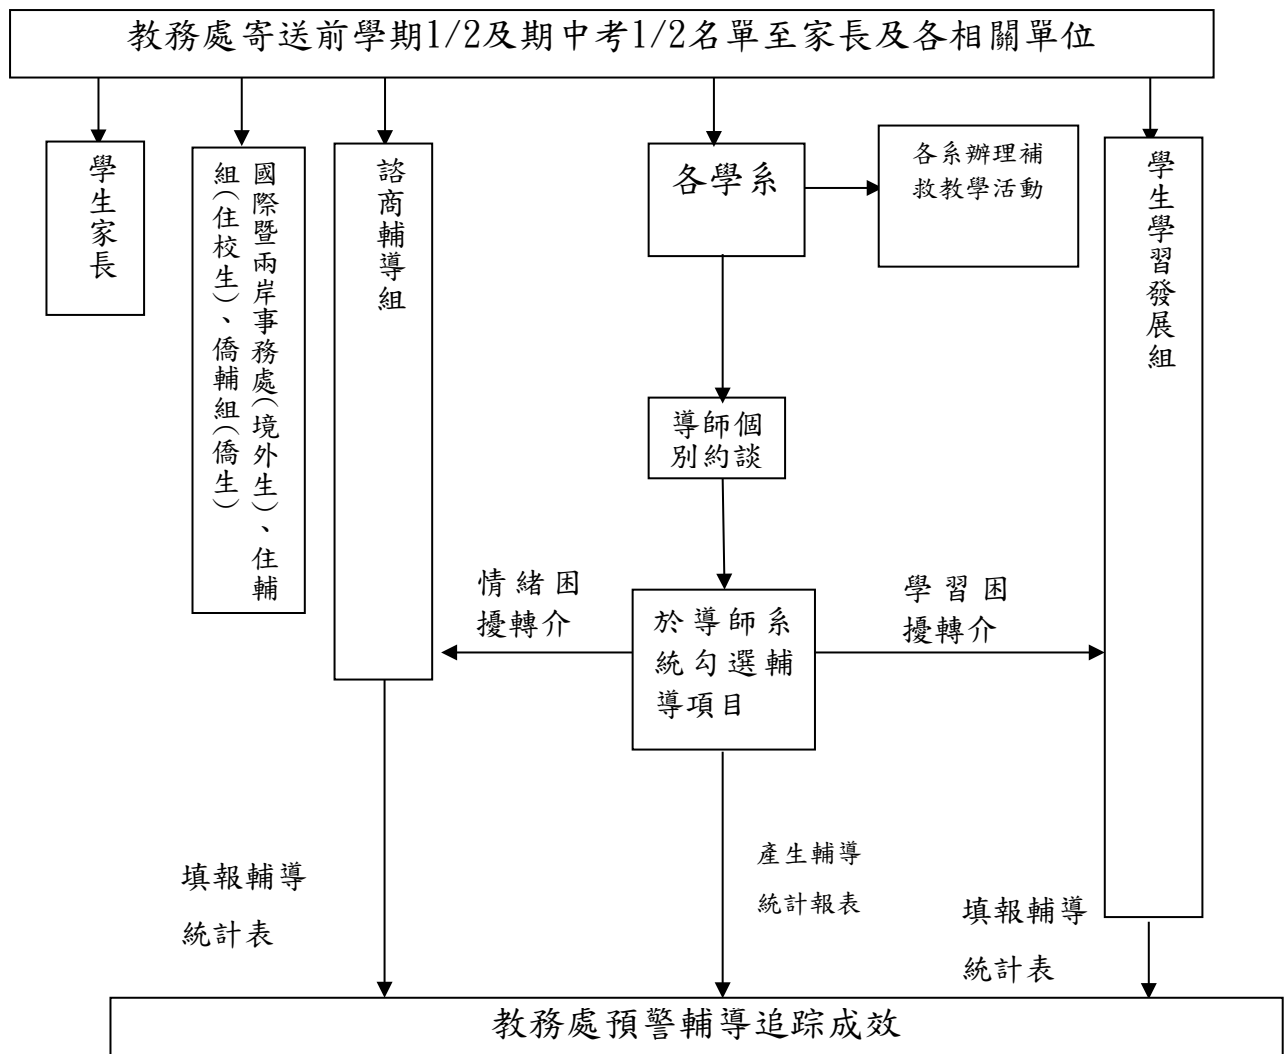 教務處寄送前學期1/2及期中考1/2名單至家長及各相關單位
學生家長
國際暨兩岸事務處(境外生)、住輔
組(住校生)、僑輔組(僑生)
諮商輔導組
各學系
各系辦理補
救教學活動
學生學習發展組
導師個
別約談
情緒困
擾轉介
於導師系
統勾選輔
導項目
學習困
擾轉介
填報輔導
統計表
產生輔導
統計報表
填報輔導
統計表
教務處預警輔導追踪成效